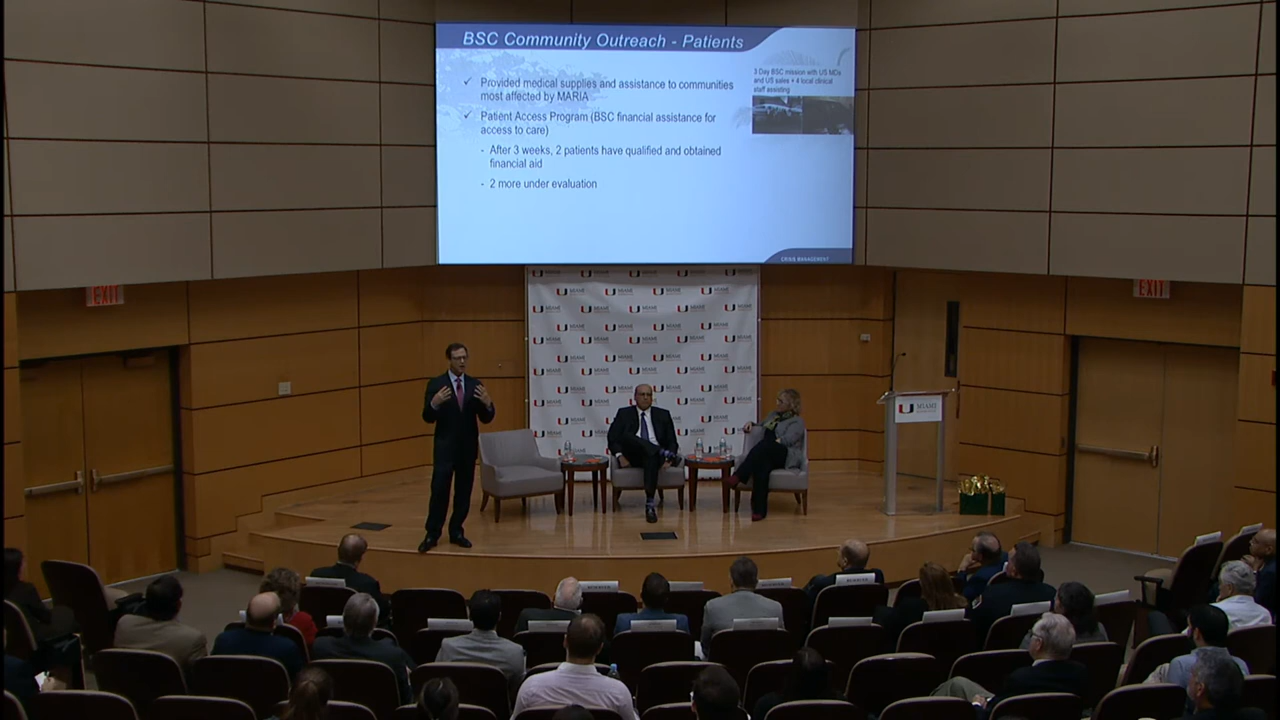 BSC Community Outreach - Patients
✓ Provided medical supplies and assistance to communities
most affected by MARIA
✓ Patient Access Program (BSC financial assistance for
access to care)
- After 3 weeks, 2 patients have qualified and obtained
financial aid
- 2 more under evaluation
3 Day BSC mission with US MDs
and US sales + 4 local clinical
staff assisting
CRISIS MANAGEMENT
EXIT
EXIT
MIAMI